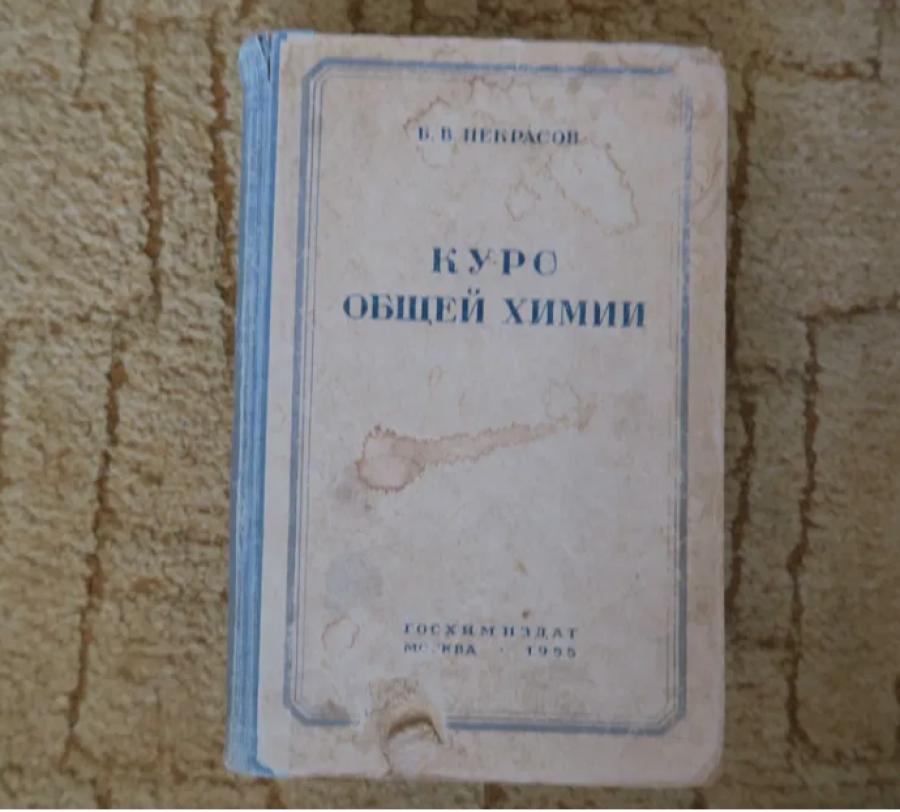 Б. В. НЕКРАСОВ
КУРС
ОБЩЕЙ ХИМИИ
ГОСХИМИЗДАТ
МОСКВА · 1955